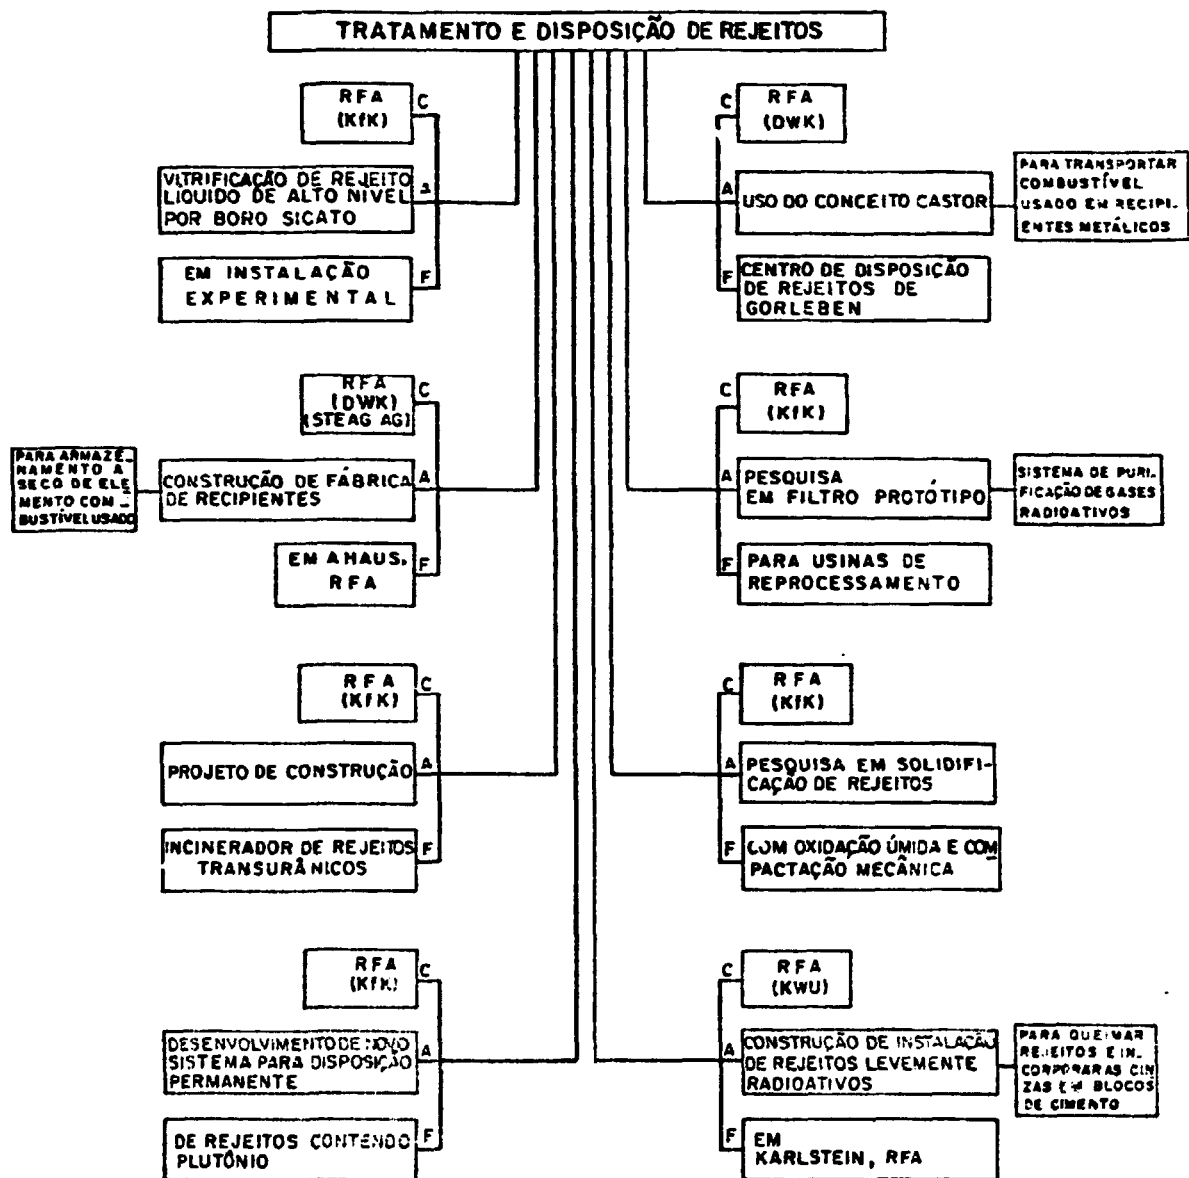 TRATAMENTO E DISPOSIÇÃO DE REJEITOS
RFA
(KfK)
C
VITRIFICAÇÃO DE REJEITO
LIQUIDO DE ALTO NIVEL
POR BORO SICATO
a
EM INSTALAÇÃO
EXPERIMENTAL
F
RFA
(DWK)
(STEAG AG)
C
PARA ARMAZE-
NAMENTO A
SECO DE ELE
MENTO COM-
BUSTÍVEL USADO
CONSTRUÇÃO DE FÁBRICA
DE RECIPIENTES
A
EM AHAUS,
RFA
F
RFA
(KfK)
C
PROJETO DE CONSTRUÇÃO
A
INCINERADOR DE REJEITOS
TRANSURÂNICOS
F
RFA
(KfK)
C
DESENVOLVIMENTO DE NOVO
SISTEMA PARA DISPOSIÇÃO
PERMANENTE
A
DE REJEITOS CONTENDO
PLUTÔNIO
F
C
RFA
(DWK)
A
USO DO CONCEITO CASTOR
PARA TRANSPORTAR
COMBUSTÍVEL
USADO EM RECIPI-
ENTES METÁLICOS
F
CENTRO DE DISPOSIÇÃO
DE REJEITOS DE
GORLEBEN
C
RFA
(KfK)
A
PESQUISA
EM FILTRO PROTÓTIPO
SISTEMA DE PURI-
FICAÇÃO DE GASES
RADIOATIVOS
F
PARA USINAS DE
REPROCESSAMENTO
C
RFA
(KfK)
A
PESQUISA EM SOLIDIFI-
CAÇÃO DE REJEITOS
F
COM OXIDAÇÃO ÚMIDA E COM
PACTAÇÃO MECÂNICA
C
RFA
(KWU)
A
CONSTRUÇÃO DE INSTALAÇÃO
DE REJEITOS LEVEMENTE
RADIOATIVOS
PARA QUEIMAR
REJEITOS E IN-
CORPORAR AS CIN
ZAS EM BLOCOS
DE CIMENTO
F
EM
KARLSTEIN, RFA